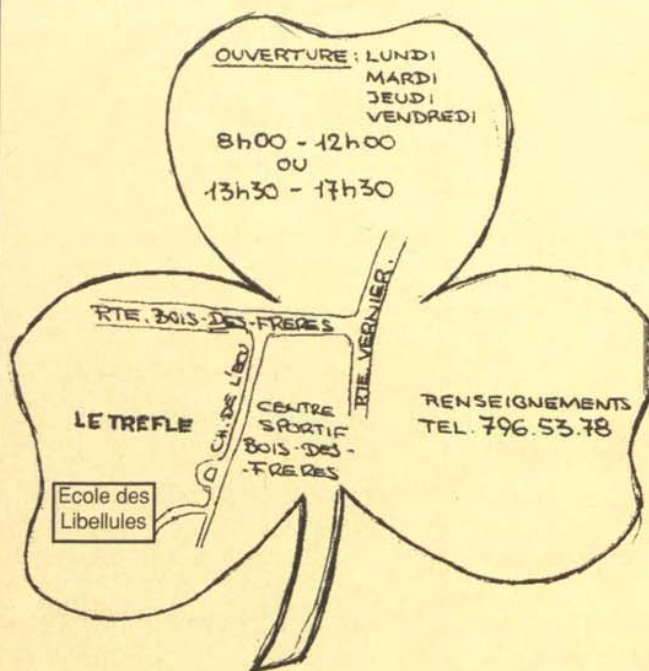 OUVERTURE : LUNDI
MARDI
JEUDI
VENDREDI
8h00 - 12h00
OU
13h30 - 17h30
RTE. BOIS-DES-FRERES
RTE VERNIER.
CH. DE L'ECU
LE TREFLE
CENTRE
SPORTIF
BOIS-DES-
-FRERES
Ecole des
Libellules
RENSEIGNEMENTS
TEL. 796.53.78